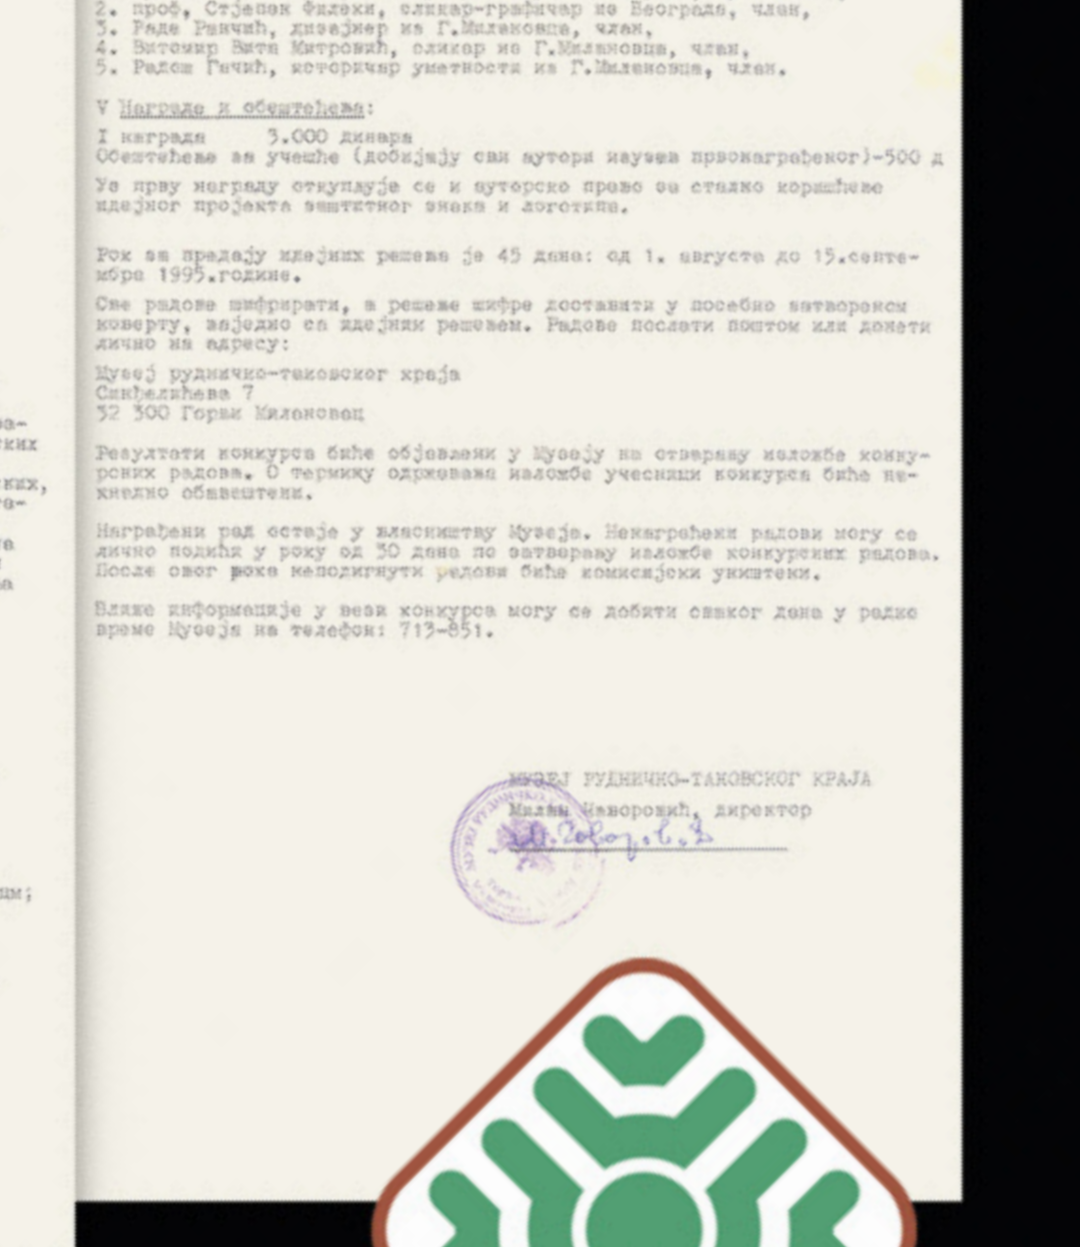 2. проф. Стјепан Филеки, сликар-графичар из Београда, члан,
3. Раде Ранчић, дизајнер из Г.Милановца, члан,
4. Витомир Вита Митровић, сликар из Г.Милановца, члан,
5. Радош Гачић, историчар уметности из Г.Милановца, члан.
V Награде и обештећења:
I награда 3.000 динара
Обештећење за учешће (добијају сви аутори изузев првонаграђеног)-500 д
Уз прву награду откупљује се и ауторско право за стално коришћење
идејног пројекта заштитног знака и логотипа.
Рок за предају идејних решења је 45 дана: од 1. августа до 15.септе-
мбра 1995.године.
Све радове шифрирати, а решење шифре доставити у посебно затвореном
коверту, заједно са идејним решењем. Радове послати поштом или донети
лично на адресу:
Музеј рудничко-таковског краја
Синђелићева 7
32 300 Горњи Милановац
Резултати конкурса биће објављени у Музеју на отварању изложбе конку-
рсних радова. О термину одржавања изложбе учесници конкурса биће
обавештени.
Награђени рад остаје у власништву Музеја. Ненаграђени радови могу се
лично подићи у року од 30 дана по затварању изложбе конкурсних радова.
После овог рока неподигнути радови биће комисијски уништени.
Ближе информације у вези конкурса могу се добити сваког дана у радно
време Музеја на телефон: 713-851.
МУЗЕЈ РУДНИЧКО-ТАКОВСКОГ КРАЈА
Милан директор